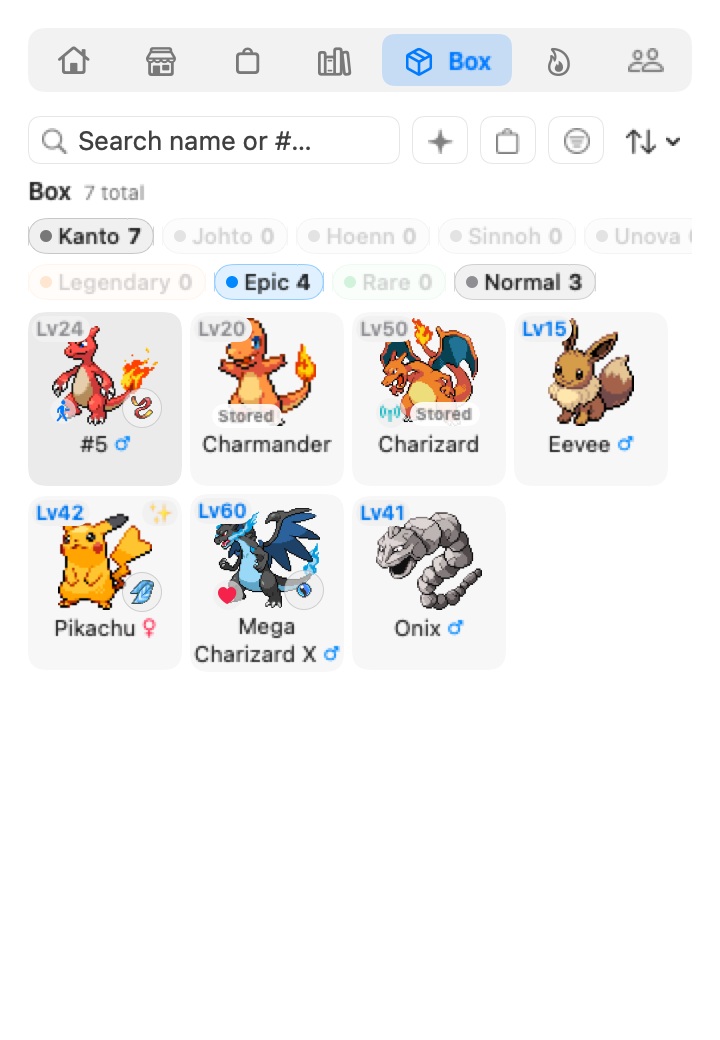 Box
Search name or #...
Box 7 total
Kanto 7 Johto 0 Hoenn 0 Sinnoh 0 Unova
Legendary 0 Epic 4 Rare 0 Normal 3
Lv24 Lv20 Lv50 Lv15
Stored Stored
#5 ♂ Charmander Charizard Eevee ♂
Lv42 Lv60 Lv41
Pikachu ♀ Mega Charizard X ♂ Onix ♂